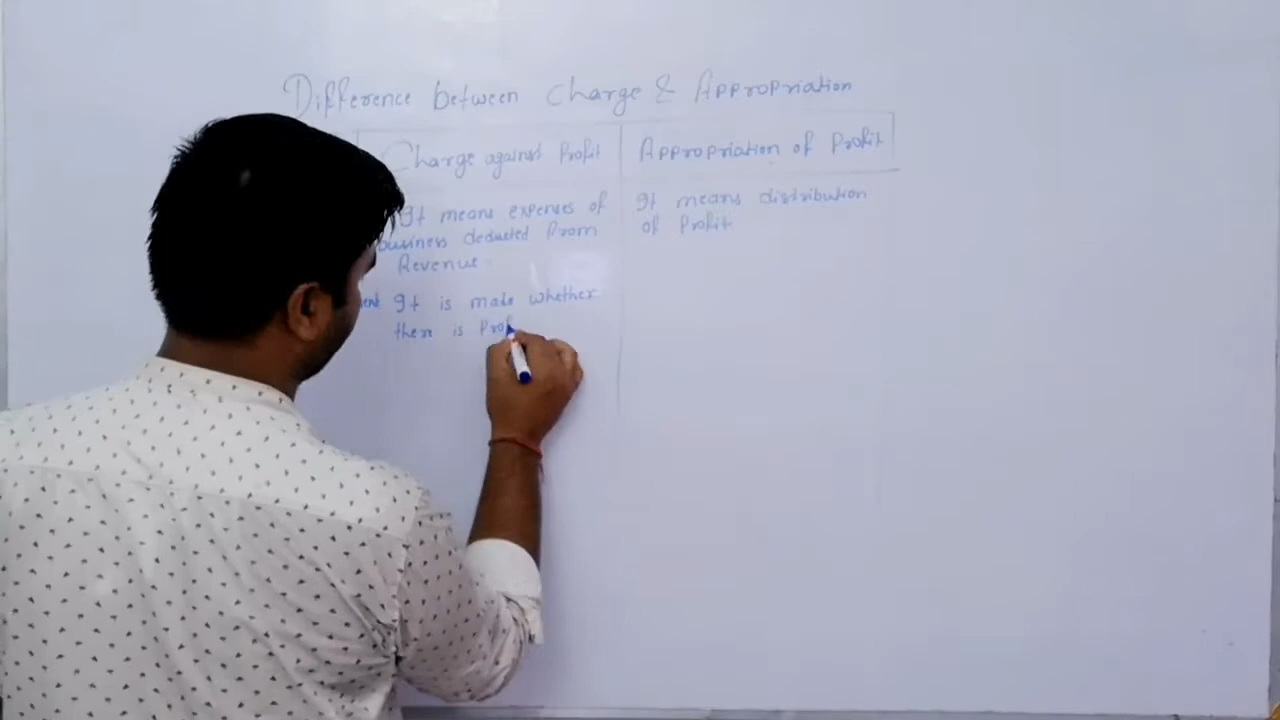 Difference between Charge & Appropriation
Charge against Profit
Appropriation of Profit
It means expenses of
business deducted From
Revenue.
It means distribution
of Profit
It is made whether
there is Prof